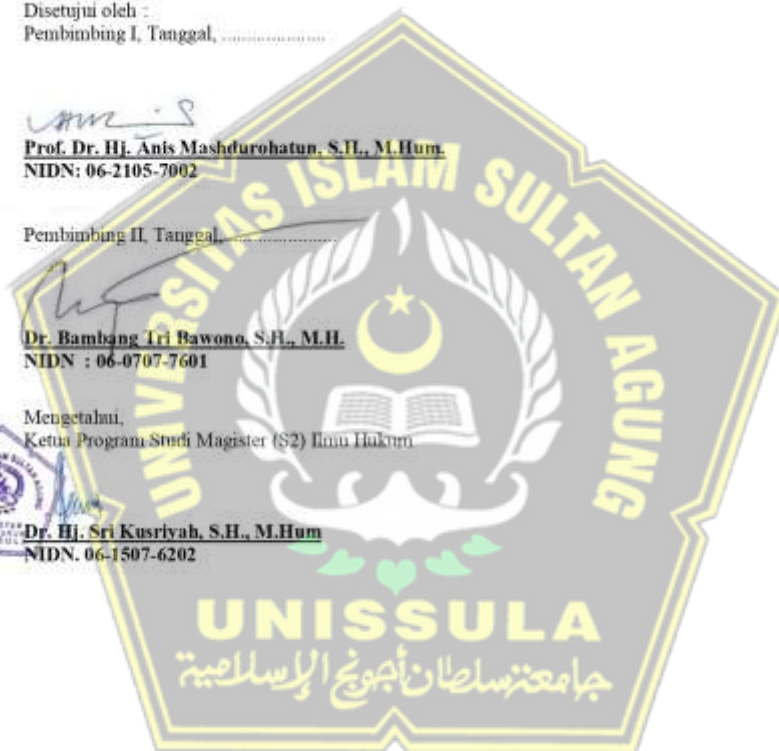 Disetujui oleh :
Pembimbing I, Tanggal, .....................
Prof. Dr. Hj. Anis Mashdurohatun, S.H., M.Hum.
NIDN: 06-2105-7002
Pembimbing II, Tanggal, .....................
Dr. Bambang Tri Bawono, S.H., M.H.
NIDN : 06-0707-7601
Mengetahui,
Ketua Program Studi Magister (S2) Ilmu Hukum
Dr. Hj. Sri Kusriyah, S.H., M.Hum
NIDN. 06-1507-6202
UNIVERSITAS ISLAM SULTAN AGUNG
UNISSULA
جامعة سلطان أجونج الإسلامية